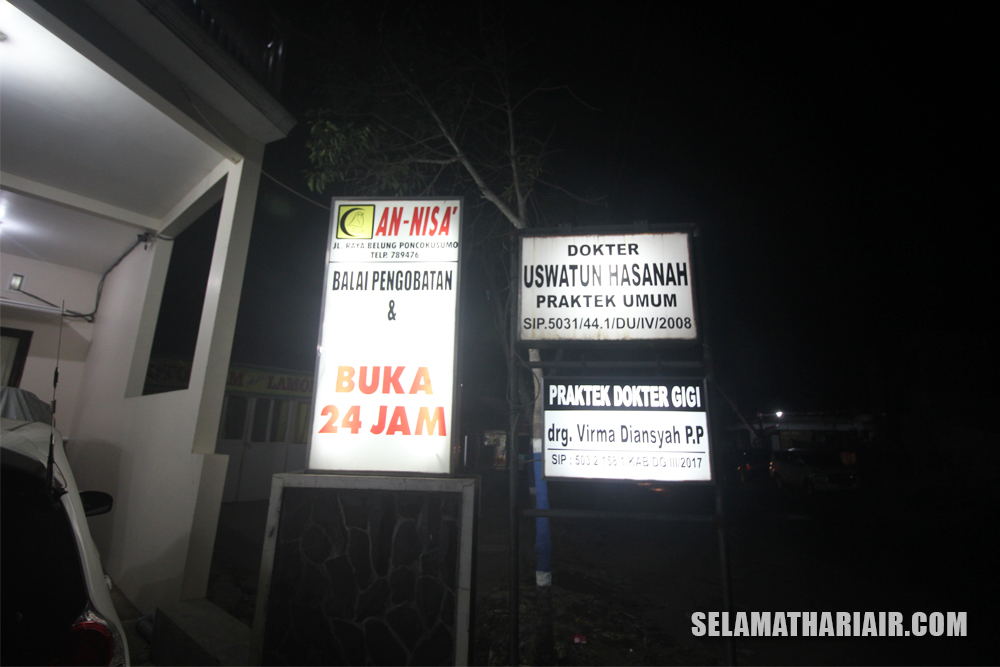 AN-NISA'
JL. RAYA BELUNG PONCOKUSUMO
TELP. 789476
BALAI PENGOBATAN
&
BUKA
24 JAM
DOKTER
USWATUN HASANAH
PRAKTEK UMUM
SIP.5031/44.1/DU/IV/2008
PRAKTEK DOKTER GIGI
drg. Virma Diansyah P.P
SELAMATHARIAIR.COM